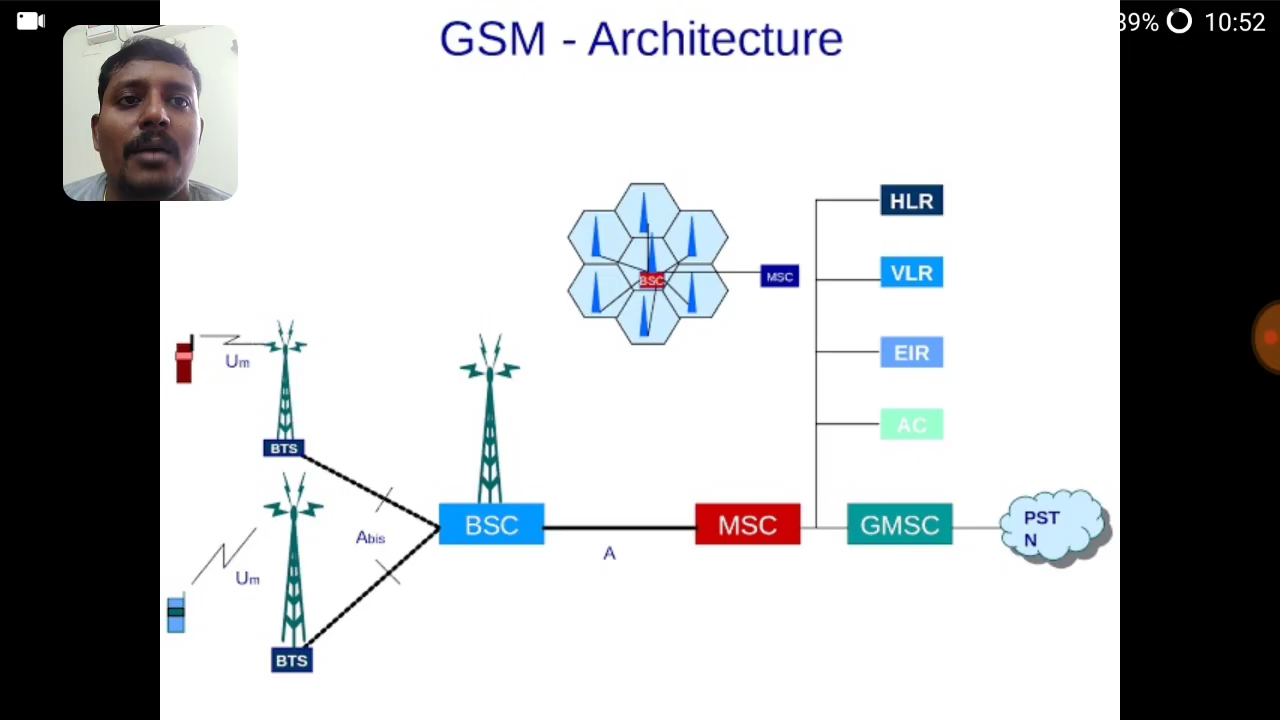 GSM - Architecture
39% 10:52
HLR
BSC
MSC
VLR
Um
EIR
AC
BTS
BSC
MSC
GMSC
PST
N
Abis
A
Um
BTS